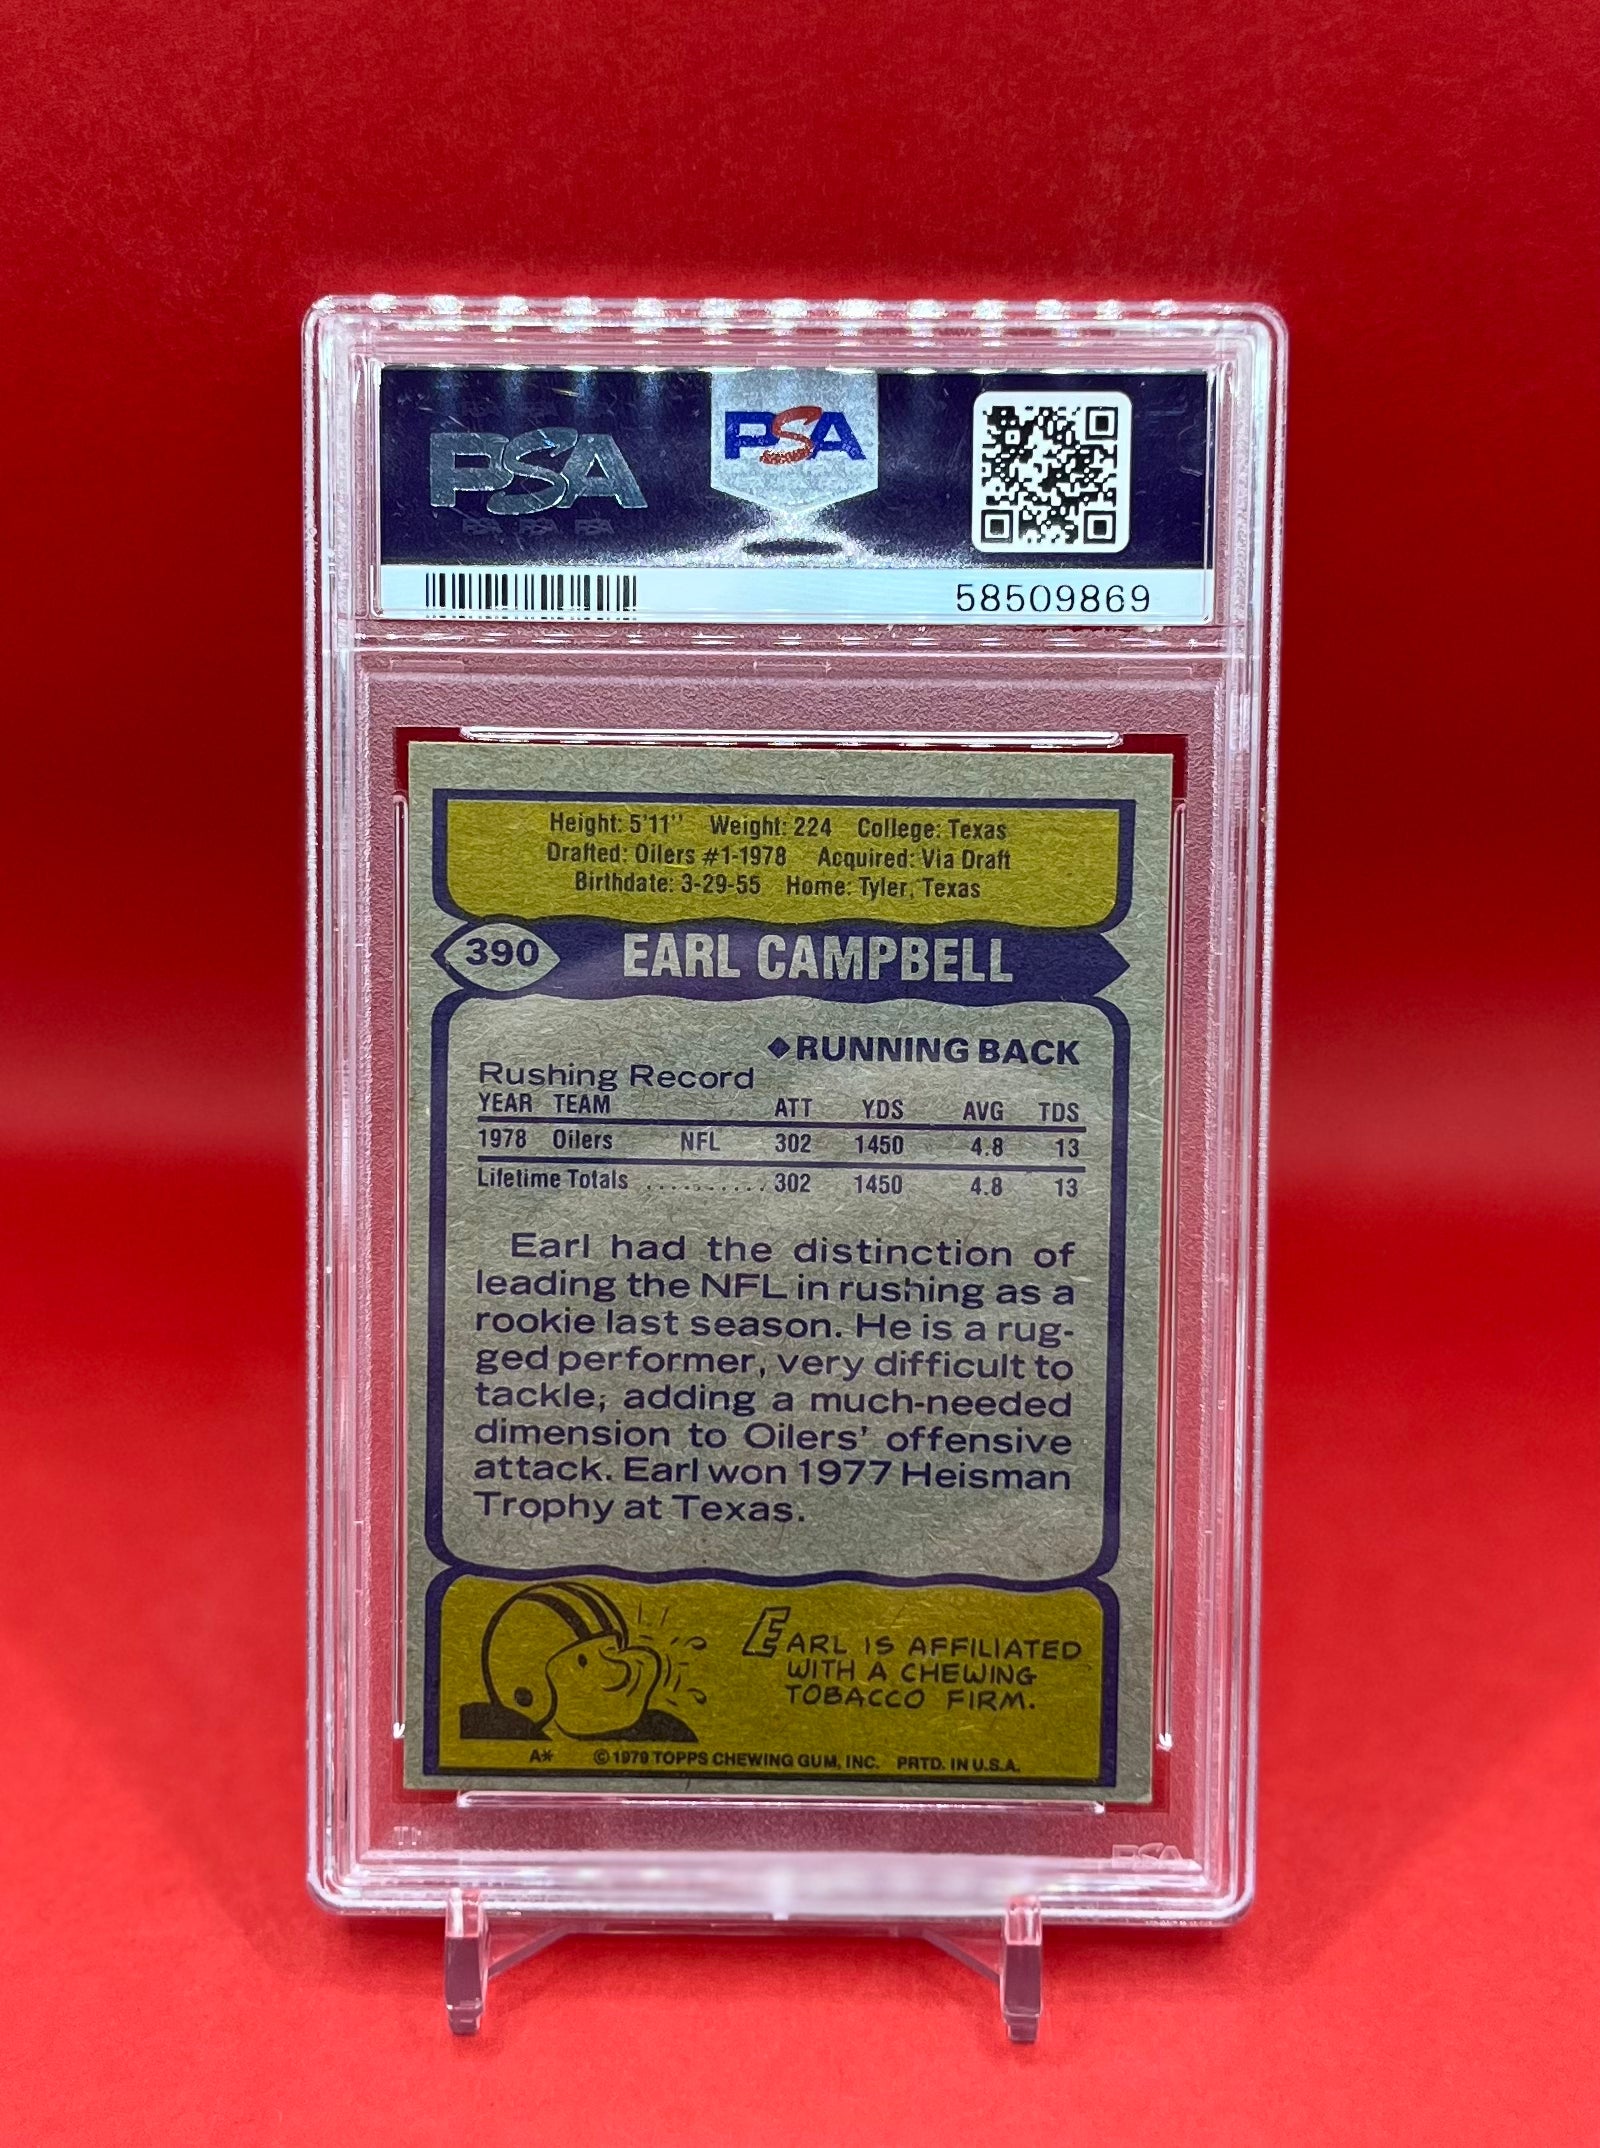 PSA
PSA
PSA PSA PSA
58509869
Height: 5'11" Weight: 224 College: Texas
Drafted: Oilers #1-1978 Acquired: Via Draft
Birthdate: 3-29-55 Home: Tyler, Texas
390 EARL CAMPBELL
◆RUNNING BACK
Rushing Record
YEAR TEAM ATT YDS AVG TDS
1978 Oilers NFL 302 1450 4.8 13
Lifetime Totals .......... 302 1450 4.8 13
Earl had the distinction of
leading the NFL in rushing as a
rookie last season. He is a rug-
ged performer, very difficult to
tackle, adding a much-needed
dimension to Oilers' offensive
attack. Earl won 1977 Heisman
Trophy at Texas.
EARL IS AFFILIATED
WITH A CHEWING
TOBACCO FIRM.
A* ©1979 TOPPS CHEWING GUM, INC. PRTD. IN U.S.A.
PSA